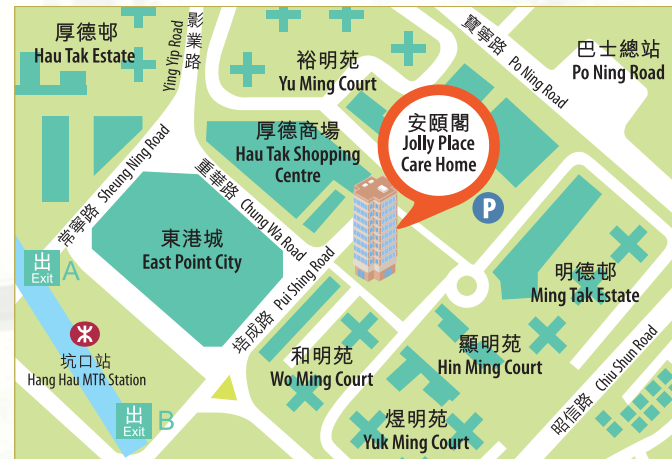 厚德邨
Hau Tak Estate
影業路
Ying Yip Road
裕明苑
Yu Ming Court
寶寧路 Po Ning Road
巴士總站
Po Ning Road
安頤閣
Jolly Place
Care Home
厚德商場
Hau Tak Shopping
Centre
常寧路 Sheung Ning Road
重華路 Chung Wa Road
P
東港城
East Point City
出
Exit
A
培成路 Pui Shing Road
明德邨
Ming Tak Estate
坑口站
Hang Hau MTR Station
和明苑
Wo Ming Court
顯明苑
Hin Ming Court
昭信路 Chiu Shun Road
出
Exit
B
煜明苑
Yuk Ming Court